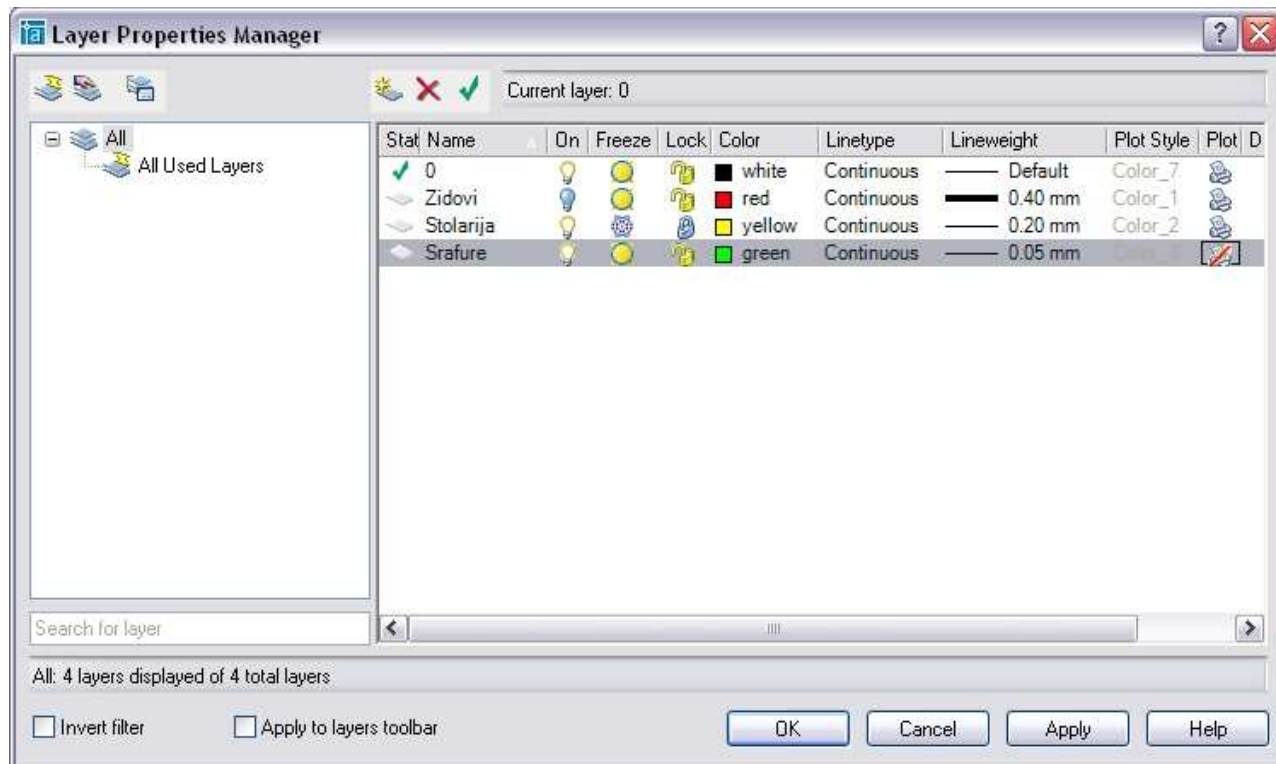 Layer Properties Manager
Current layer: 0
All
All Used Layers
Stat Name On Freeze Lock Color Linetype Lineweight Plot Style Plot D
0 white Continuous Default Color_7
Zidovi red Continuous 0.40 mm Color_1
Stolarija yellow Continuous 0.20 mm Color_2
Srafure green Continuous 0.05 mm
Search for layer
All: 4 layers displayed of 4 total layers
Invert filter Apply to layers toolbar OK Cancel Apply Help